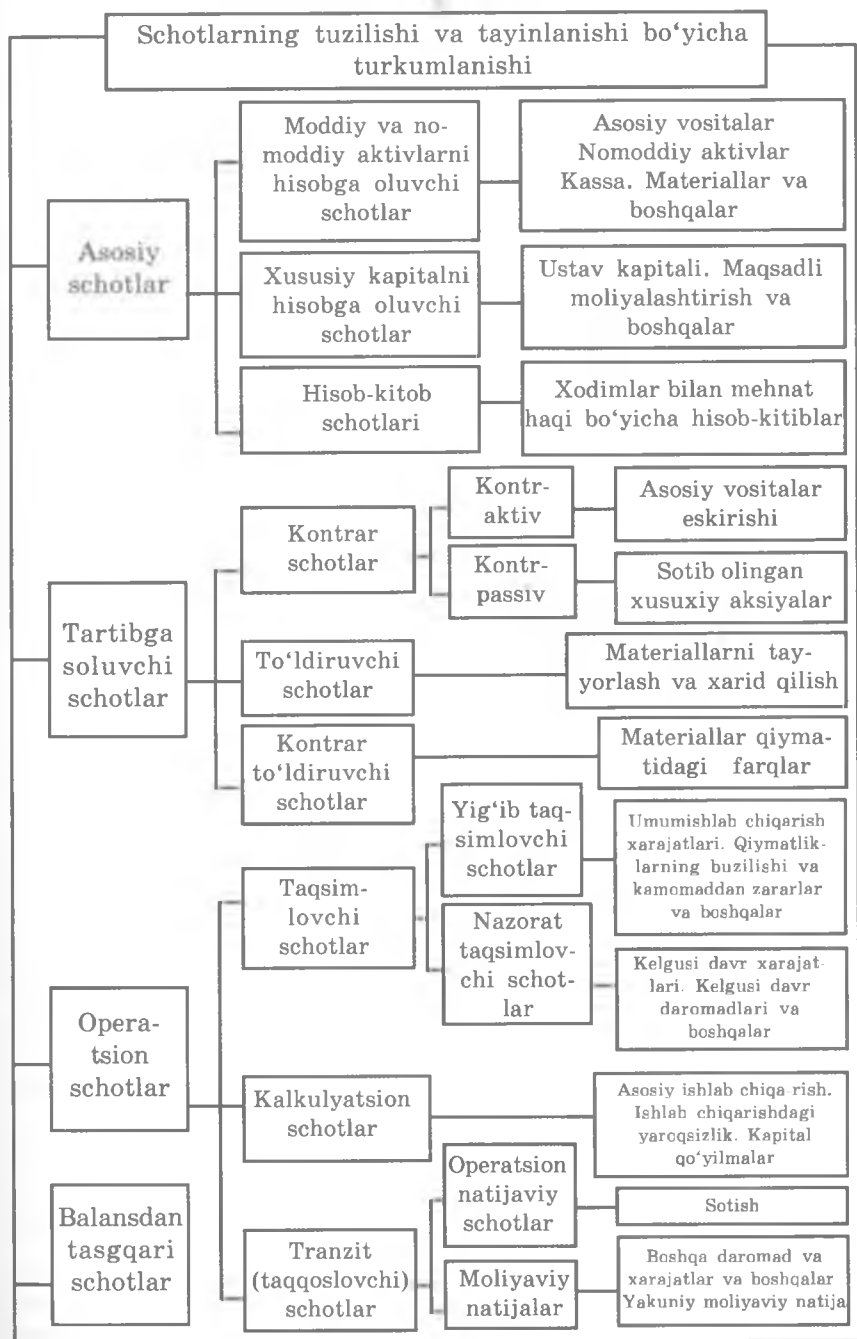 Schotlarning tuzilishi va tayinlanishi bo‘yicha
turkumlanishi
Asosiy
schotlar
Moddiy va no-
moddiy aktivlarni
hisobga oluvchi
schotlar
Asosiy vositalar
Nomoddiy aktivlar
Kassa. Materiallar va
boshqalar
Xususiy kapitalni
hisobga oluvchi
schotlar
Ustav kapitali. Maqsadli
moliyalashtirish va
boshqalar
Hisob-kitob
schotlari
Xodimlar bilan mehnat
haqi bo‘yicha hisob-kitiblar
Tartibga
soluvchi
schotlar
Kontrar
schotlar
Kontr-
aktiv
Asosiy vositalar
eskirishi
Kontr-
passiv
Sotib olingan
xusuxiy aksiyalar
To‘ldiruvchi
schotlar
Materiallarni tay-
yorlash va xarid qilish
Kontrar
to‘ldiruvchi
schotlar
Materiallar qiyma-
tidagi farqlar
Opera-
tsion
schotlar
Taqsim-
lovchi
schotlar
Yig‘ib taq-
simlovchi
schotlar
Umumishlab chiqarish
xarajatlari. Qiymatlik-
larning buzilishi va
kamomaddan zararlar
va boshqalar
Nazorat
taqsimlov-
chi schot-
lar
Kelgusi davr xarajat-
lari. Kelgusi davr
daromadlari va
boshqalar
Kalkulyatsion
schotlar
Asosiy ishlab chiqa rish.
Ishlab chiqarishdagi
yaroqsizlik. Kapital
qo‘yilmalar
Tranzit
(taqqoslovchi)
schotlar
Operatsion
natijaviy
schotlar
Sotish
Moliyaviy
natijalar
Boshqa daromad va
xarajatlar va boshqalar
Yakuniy moliyaviy natija
Balansdan
tasgqari
schotlar